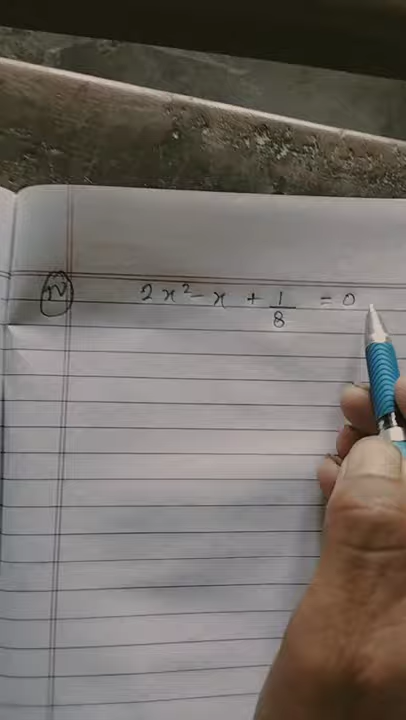 (iv) 2x² - x + 1/8 = 0